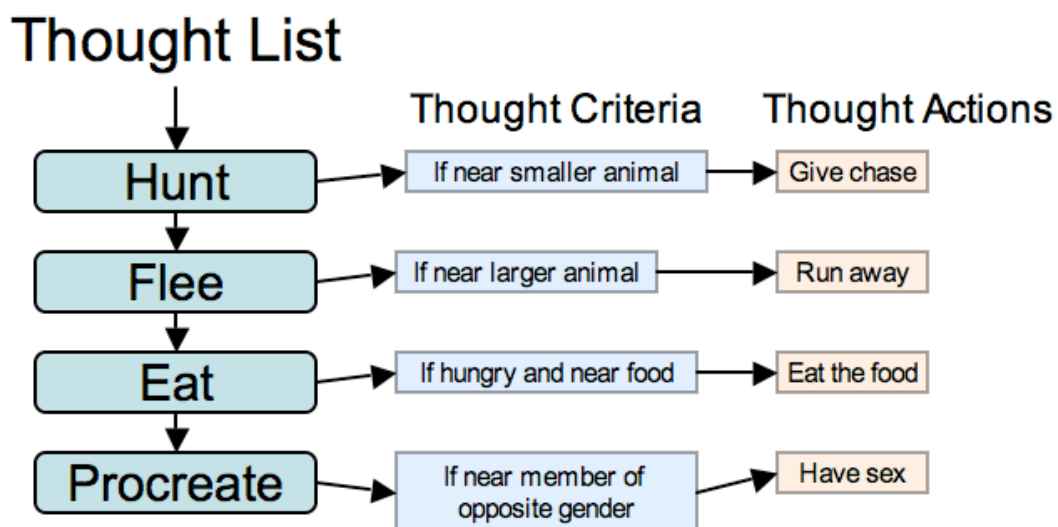 Thought List
Thought Criteria
Thought Actions
Hunt
If near smaller animal
Give chase
Flee
If near larger animal
Run away
Eat
If hungry and near food
Eat the food
Procreate
If near member of
opposite gender
Have sex